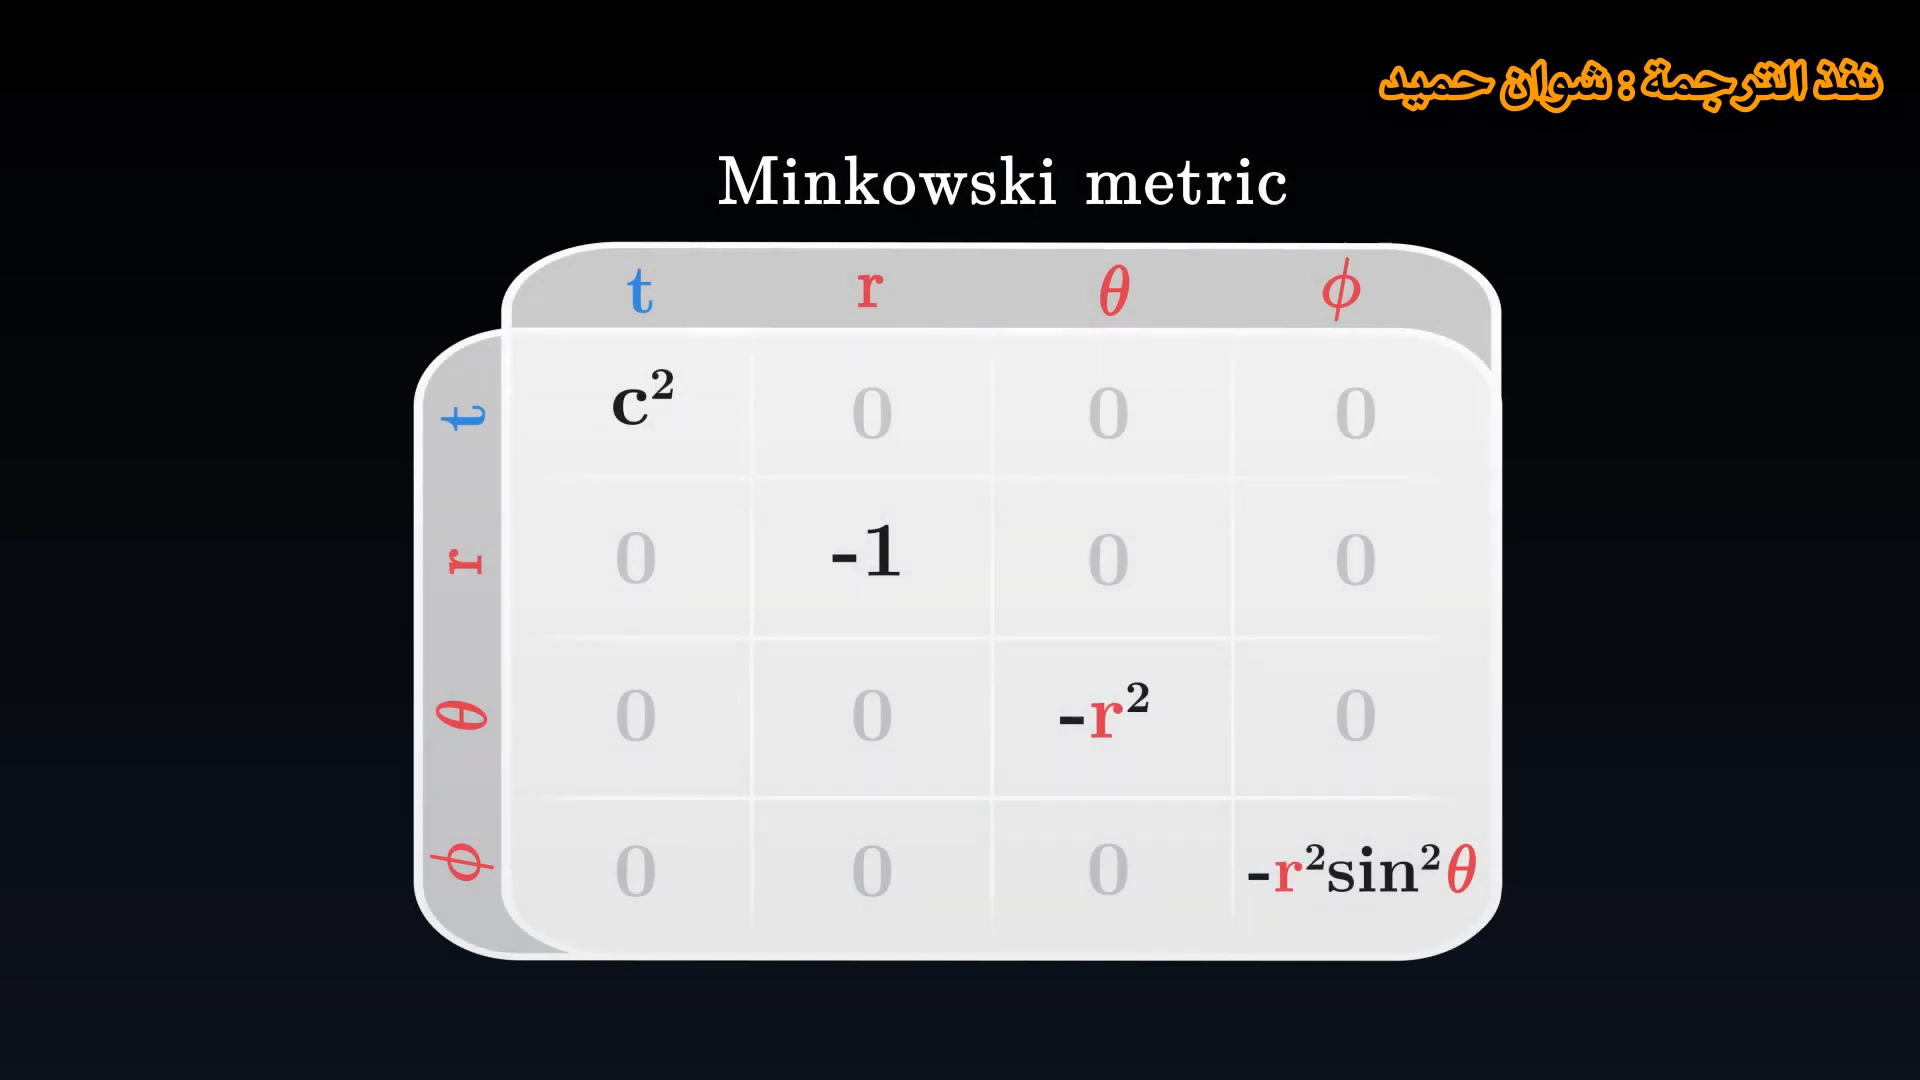 نفذ الترجمة : شوان حميد
Minkowski metric
t r θ ϕ
t c² 0 0 0
r 0 -1 0 0
θ 0 0 -r² 0
ϕ 0 0 0 -r²sin²θ